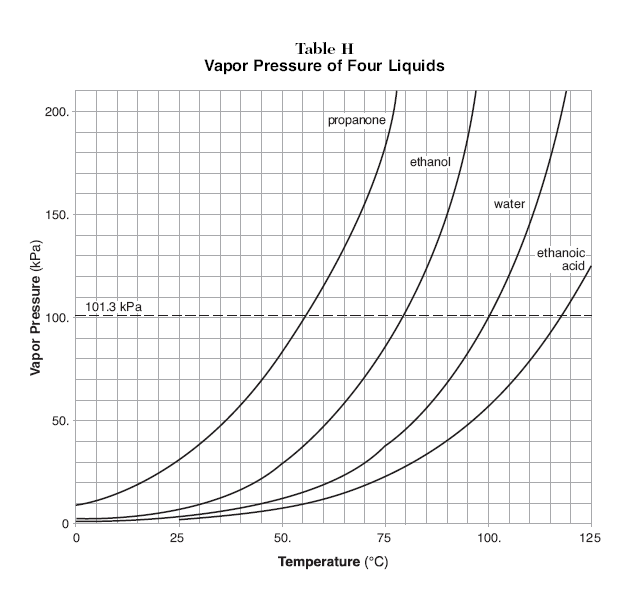 Table H
Vapor Pressure of Four Liquids
200.
propanone
ethanol
water
150.
ethanoic
acid
101.3 kPa
100.
50.
0
Vapor Pressure (kPa)
0
25
50.
75
100.
125
Temperature (°C)